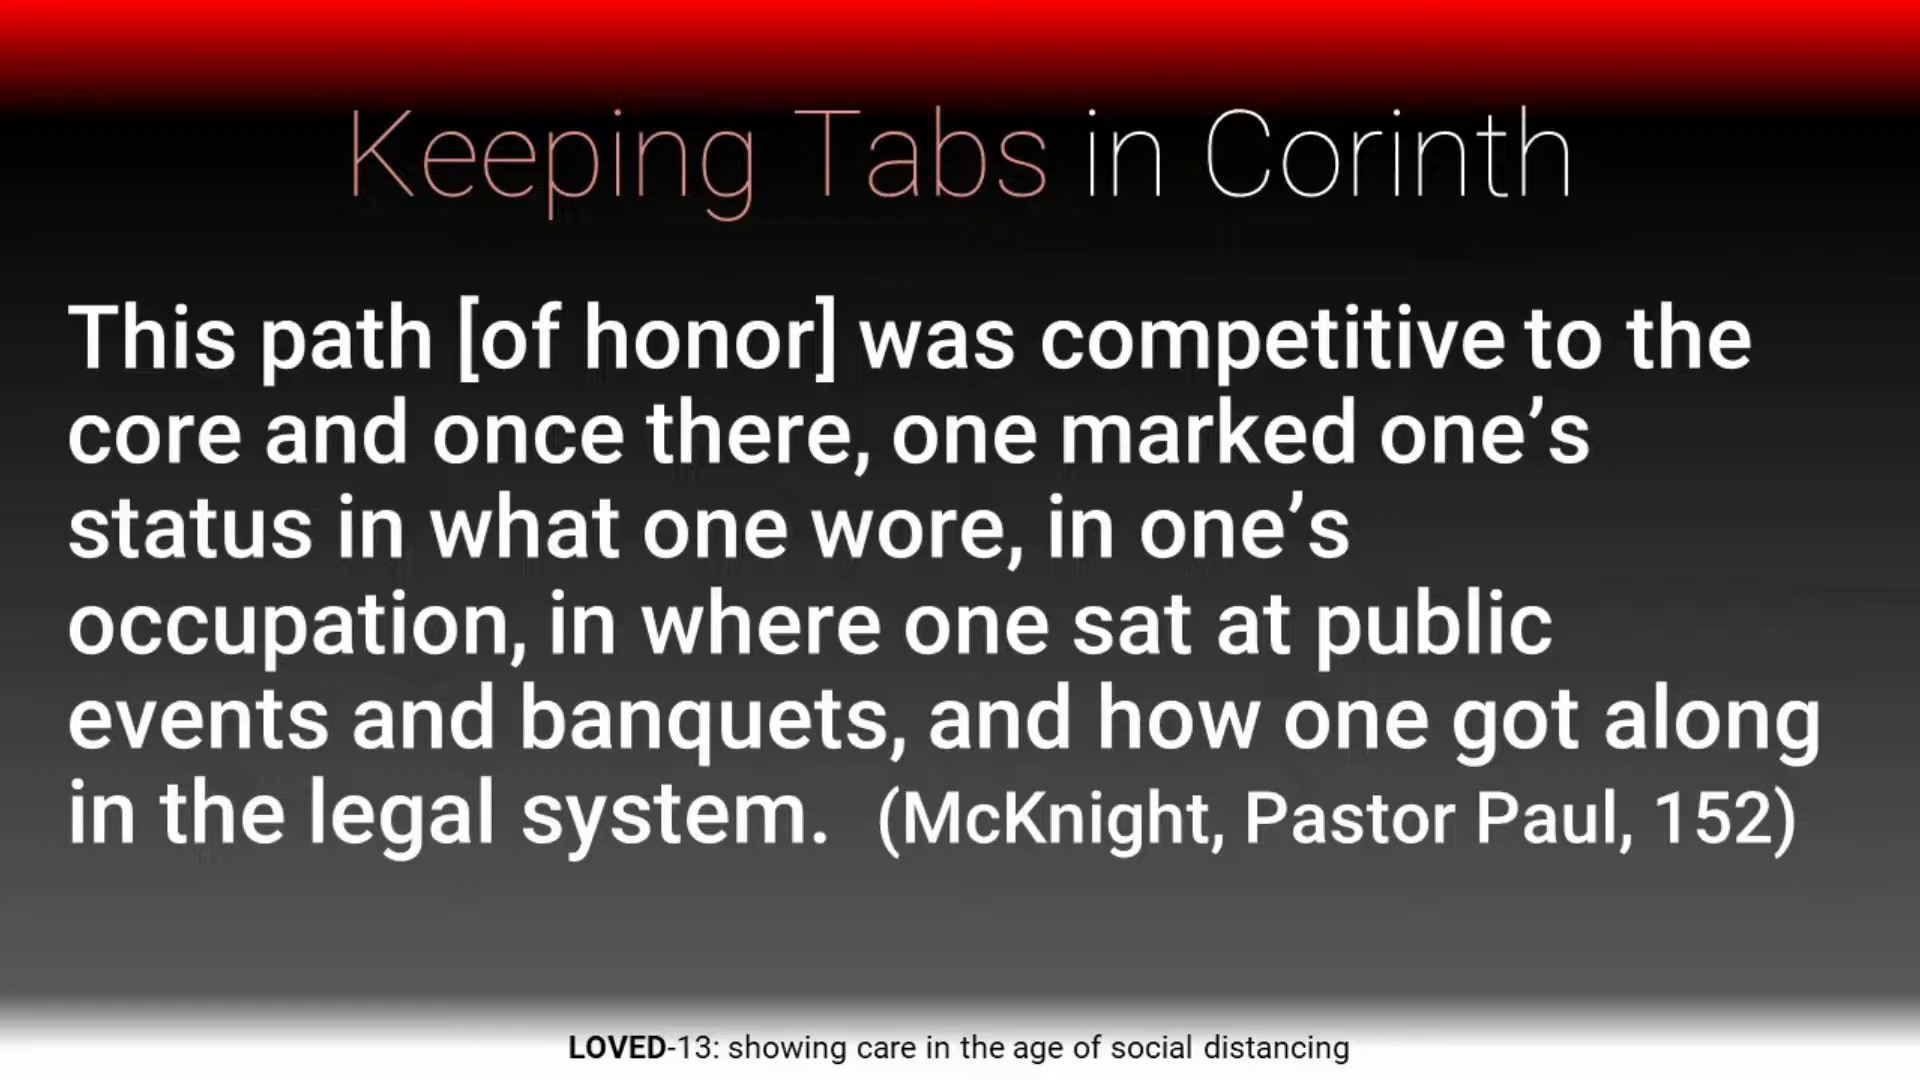 Keeping Tabs in Corinth
This path [of honor] was competitive to the
core and once there, one marked one’s
status in what one wore, in one’s
occupation, in where one sat at public
events and banquets, and how one got along
in the legal system. (McKnight, Pastor Paul, 152)
LOVED-13: showing care in the age of social distancing